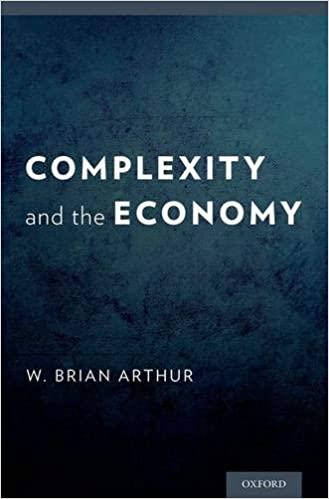 COMPLEXITY
and the ECONOMY
W. BRIAN ARTHUR
OXFORD